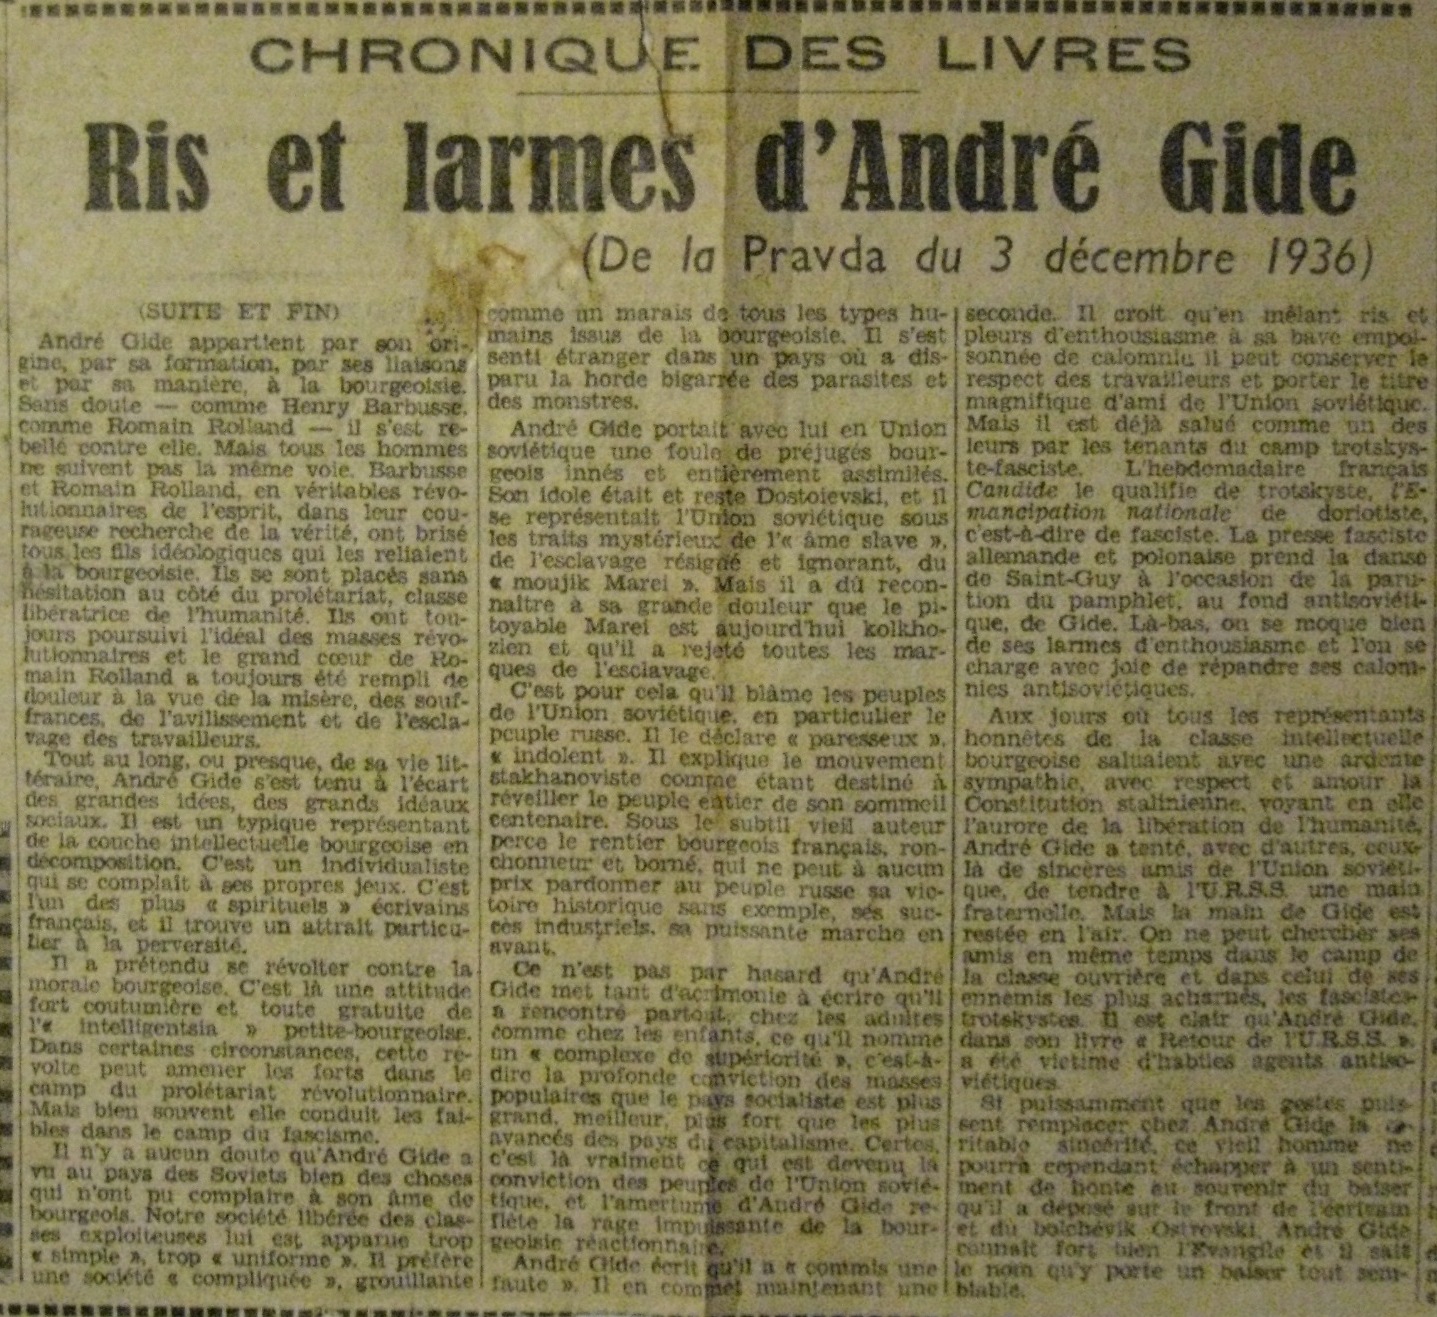 CHRONIQUE DES LIVRES
Ris et larmes d'André Gide
(De la Pravda du 3 décembre 1936)
(SUITE ET FIN)
André Gide appartient par son ori-
gine, par sa formation, par ses liaisons
et par sa manière, à la bourgeoisie.
Sans doute — comme Henry Barbusse,
comme Romain Rolland — il s'est re-
bellé contre elle. Mais tous les hommes
ne suivent pas la même voie. Barbusse
et Romain Rolland, en véritables révo-
lutionnaires de l'esprit, dans leur cou-
rageuse recherche de la vérité, ont brisé
tous les fils idéologiques qui les reliaient
à la bourgeoisie. Ils se sont placés sans
hésitation au côté du prolétariat, classe
libératrice de l'humanité. Ils ont tou-
jours poursuivi l'idéal des masses révo-
lutionnaires et le grand cœur de Ro-
main Rolland a toujours été rempli de
douleur à la vue de la misère, des souf-
frances, de l'avilissement et de l'escla-
vage des travailleurs.
Tout au long, ou presque, de sa vie lit-
téraire, André Gide s'est tenu à l'écart
des grandes idées, des grands idéaux
sociaux. Il est un typique représentant
de la couche intellectuelle bourgeoise en
décomposition. C'est un individualiste
qui se complaît à ses propres jeux. C'est
l'un des plus « spirituels » écrivains
français, et il trouve un attrait particu-
lier à la perversité.
Il a prétendu se révolter contre la
morale bourgeoise. C'est là une attitude
fort coutumière et toute gratuite de
l'« intelligentsia » petite-bourgeoise.
Dans certaines circonstances, cette ré-
volte peut amener les forts dans le
camp du prolétariat révolutionnaire.
Mais bien souvent elle conduit les fai-
bles dans le camp du fascisme.
Il n'y a aucun doute qu'André Gide a
vu au pays des Soviets bien des choses
qui n'ont pu complaire à son âme de
bourgeois. Notre société libérée des clas-
ses exploiteuses lui est apparue trop
« simple », trop « uniforme ». Il préfère
une société « compliquée », grouillante
comme un marais de tous les types hu-
mains issus de la bourgeoisie. Il s'est
senti étranger dans un pays où a dis-
paru la horde bigarrée des parasites et
des monstres.
André Gide portait avec lui en Union
soviétique une foule de préjugés bour-
geois innés et entièrement assimilés.
Son idole était et reste Dostoievski, et il
se représentait l'Union soviétique sous
les traits mystérieux de l'« âme slave »,
de l'esclavage résigné et ignorant, du
« moujik Marei ». Mais il a dû recon-
naître à sa grande douleur que le pi-
toyable Marei est aujourd'hui kolkho-
zien et qu'il a rejeté toutes les mar-
ques de l'esclavage.
C'est pour cela qu'il blâme les peuples
de l'Union soviétique, en particulier le
peuple russe. Il le déclare « paresseux »,
« indolent ». Il explique le mouvement
stakhanoviste comme étant destiné à
réveiller le peuple entier de son sommeil
centenaire. Sous le subtil vieil auteur
perce le rentier bourgeois français, ron-
chonneur et borné, qui ne peut à aucun
prix pardonner au peuple russe sa vic-
toire historique sans exemple, ses suc-
cès industriels, sa puissante marche en
avant.
Ce n'est pas par hasard qu'André
Gide met tant d'acrimonie à écrire qu'il
a rencontré partout, chez les adultes
comme chez les enfants, ce qu'il nomme
un « complexe de supériorité », c'est-à-
dire la profonde conviction des masses
populaires que le pays socialiste est plus
grand, meilleur, plus fort que les plus
avancés des pays du capitalisme. Certes,
c'est là vraiment ce qui est devenu la
conviction des peuples de l'Union sovié-
tique, et l'amertume d'André Gide re-
flète la rage impuissante de la bour-
geoisie réactionnaire.
André Gide écrit qu'il a « commis une
faute ». Il en commet maintenant une
seconde. Il croit qu'en mêlant ris et
pleurs d'enthousiasme à sa bave empoi-
sonnée de calomnie il peut conserver le
respect des travailleurs et porter le titre
magnifique d'ami de l'Union soviétique.
Mais il est déjà salué comme un des
leurs par les tenants du camp trotskys-
te-fasciste. L'hebdomadaire français
Candide le qualifie de trotskyste, l'E-
mancipation nationale de doriotiste,
c'est-à-dire de fasciste. La presse fasciste
allemande et polonaise prend la danse
de Saint-Guy à l'occasion de la paru-
tion du pamphlet, au fond antisoviéti-
que, de Gide. Là-bas, on se moque bien
de ses larmes d'enthousiasme et l'on se
charge avec joie de répandre ses calom-
nies antisoviétiques.
Aux jours où tous les représentants
honnêtes de la classe intellectuelle
bourgeoise saluaient avec une ardente
sympathie, avec respect et amour la
Constitution stalinienne, voyant en elle
l'aurore de la libération de l'humanité,
André Gide a tenté, avec d'autres, ceux-
là de sincères amis de l'Union soviéti-
que, de tendre à l'U.R.S.S. une main
fraternelle. Mais la main de Gide est
restée en l'air. On ne peut chercher ses
amis en même temps dans le camp de
la classe ouvrière et dans celui de ses
ennemis les plus acharnés, les fascistes-
trotskystes. Il est clair qu'André Gide,
dans son livre « Retour de l'U.R.S.S. »,
a été victime d'habiles agents antiso-
viétiques.
Si puissamment que les gestes puis-
sent remplacer chez André Gide la vé-
ritable sincérité, ce vieil homme ne
pourra cependant échapper à un senti-
ment de honte au souvenir du baiser
qu'il a déposé sur le front de l'écrivain
et du bolchévik Ostrovski. André Gide
connaît fort bien l'Evangile et il sait
le nom qu'y porte un baiser tout sem-
blable.